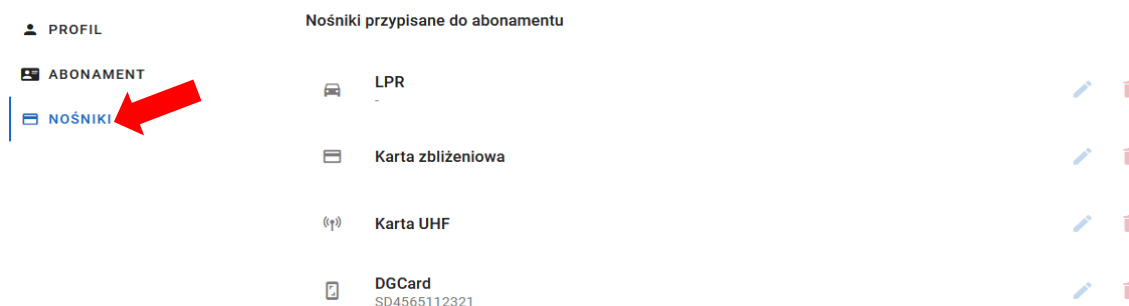 PROFIL
ABONAMENT
NOŚNIKI
Nośniki przypisane do abonamentu
LPR
-
Karta zbliżeniowa
Karta UHF
DGCard
SD4565112321